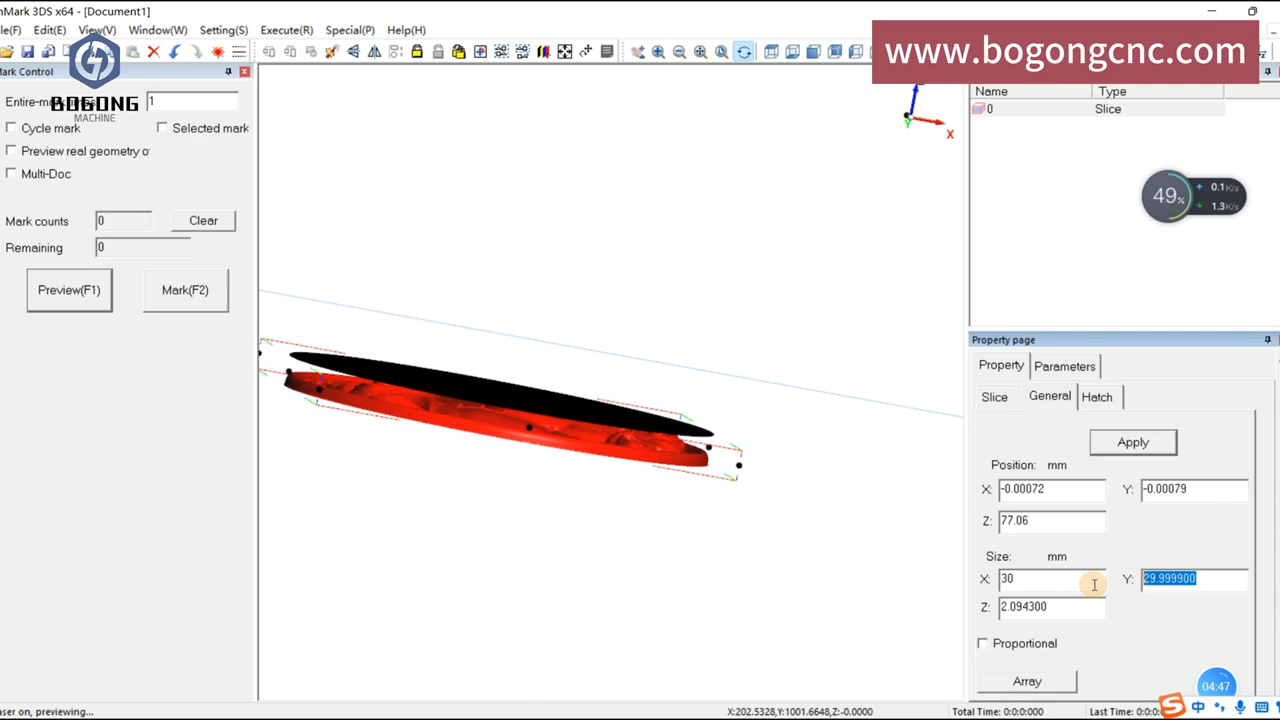 nMark 3DS x64 - [Document1]
le(F) Edit(E) View(V) Window(W) Setting(S) Execute(R) Special(P) Help(H)
www.bogongcnc.com
Mark Control
BOGONG
MACHINE
1
Cycle mark
Selected mark
Preview real geometry o
Multi-Doc
Mark counts 0 Clear
Remaining 0
Preview(F1) Mark(F2)
X
Y
Name Type
0 Slice
49%
0.1K/s
1.3K/s
Property page
Property Parameters
Slice General Hatch
Apply
Position: mm
X: -0.00072 Y: -0.00079
Z: 77.06
Size: mm
X: 30 Y: 29.999900
Z: 2.094300
Proportional
Array
04:47
中
aser on, previewing...
X:202.5328,Y:1001.6648,Z:-0.0000
Total Time: 0:0:0:000
Last Time: 0:0:0: